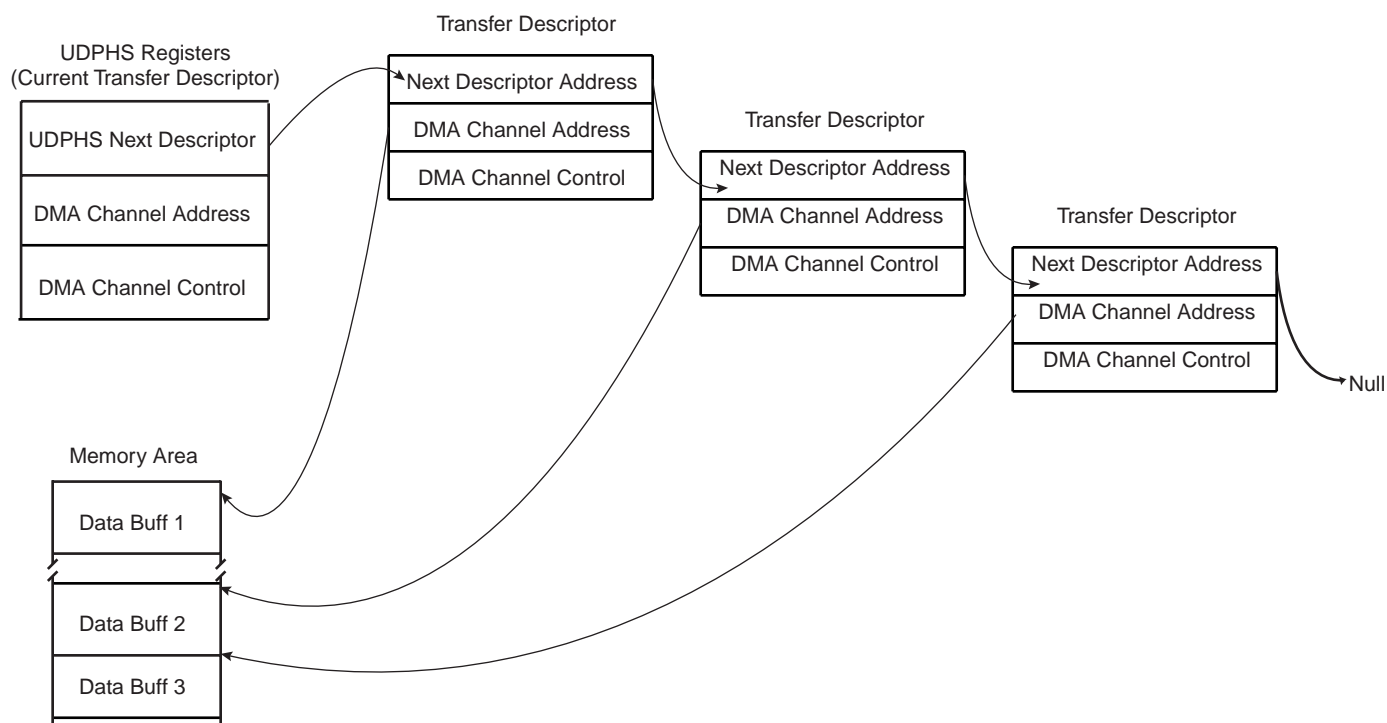 UDPHS Registers
(Current Transfer Descriptor)
UDPHS Next Descriptor
DMA Channel Address
DMA Channel Control
Transfer Descriptor
Next Descriptor Address
DMA Channel Address
DMA Channel Control
Transfer Descriptor
Next Descriptor Address
DMA Channel Address
DMA Channel Control
Transfer Descriptor
Next Descriptor Address
DMA Channel Address
DMA Channel Control
Null
Memory Area
Data Buff 1
Data Buff 2
Data Buff 3